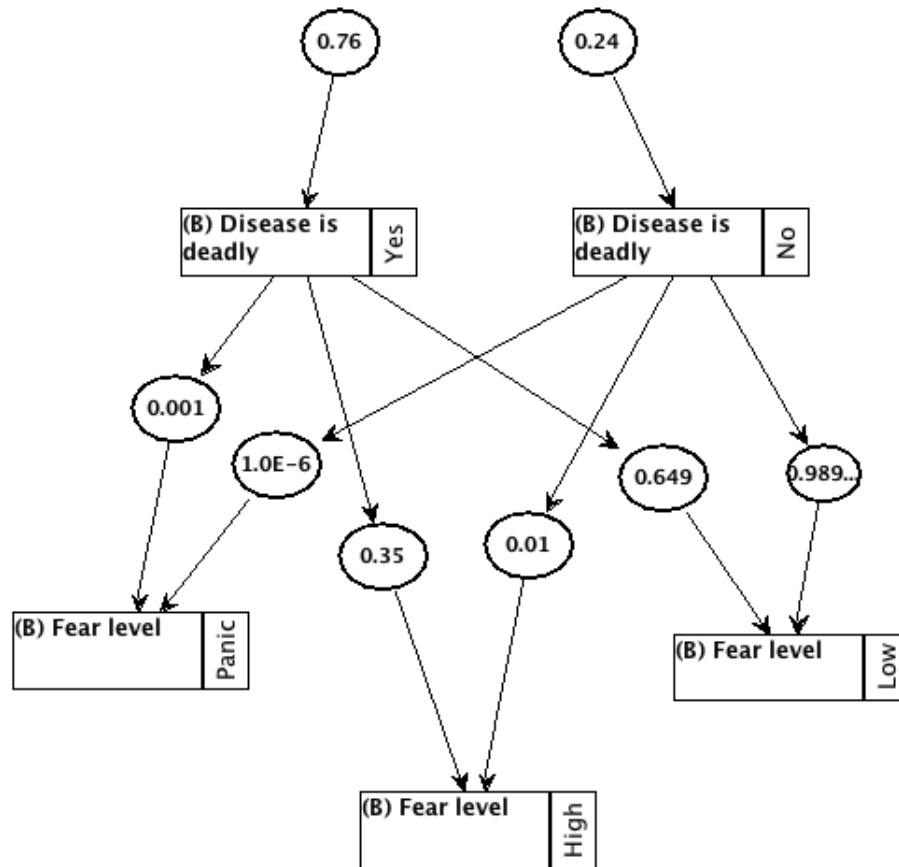 0.76
0.24
(B) Disease is
deadly
Yes
(B) Disease is
deadly
No
0.001
1.0E-6
0.649
0.989...
0.35
0.01
(B) Fear level
Panic
(B) Fear level
Low
(B) Fear level
High